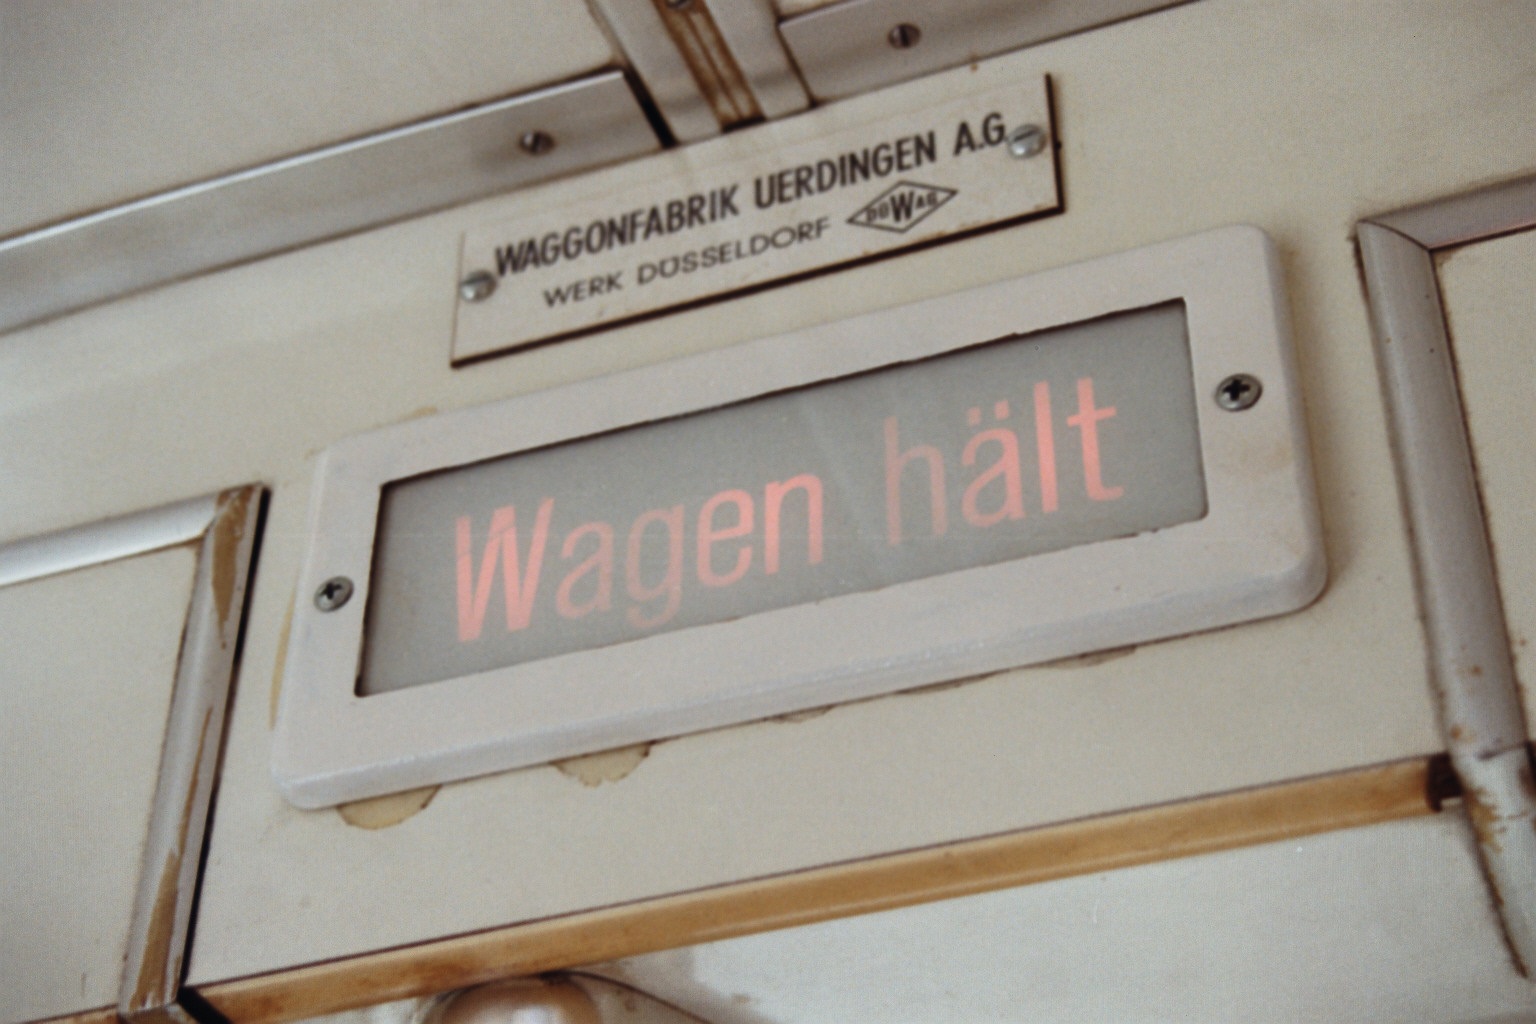 WAGGONFABRIK UERDINGEN A.G
WERK DÜSSELDORF DÜWAG
Wagen hält